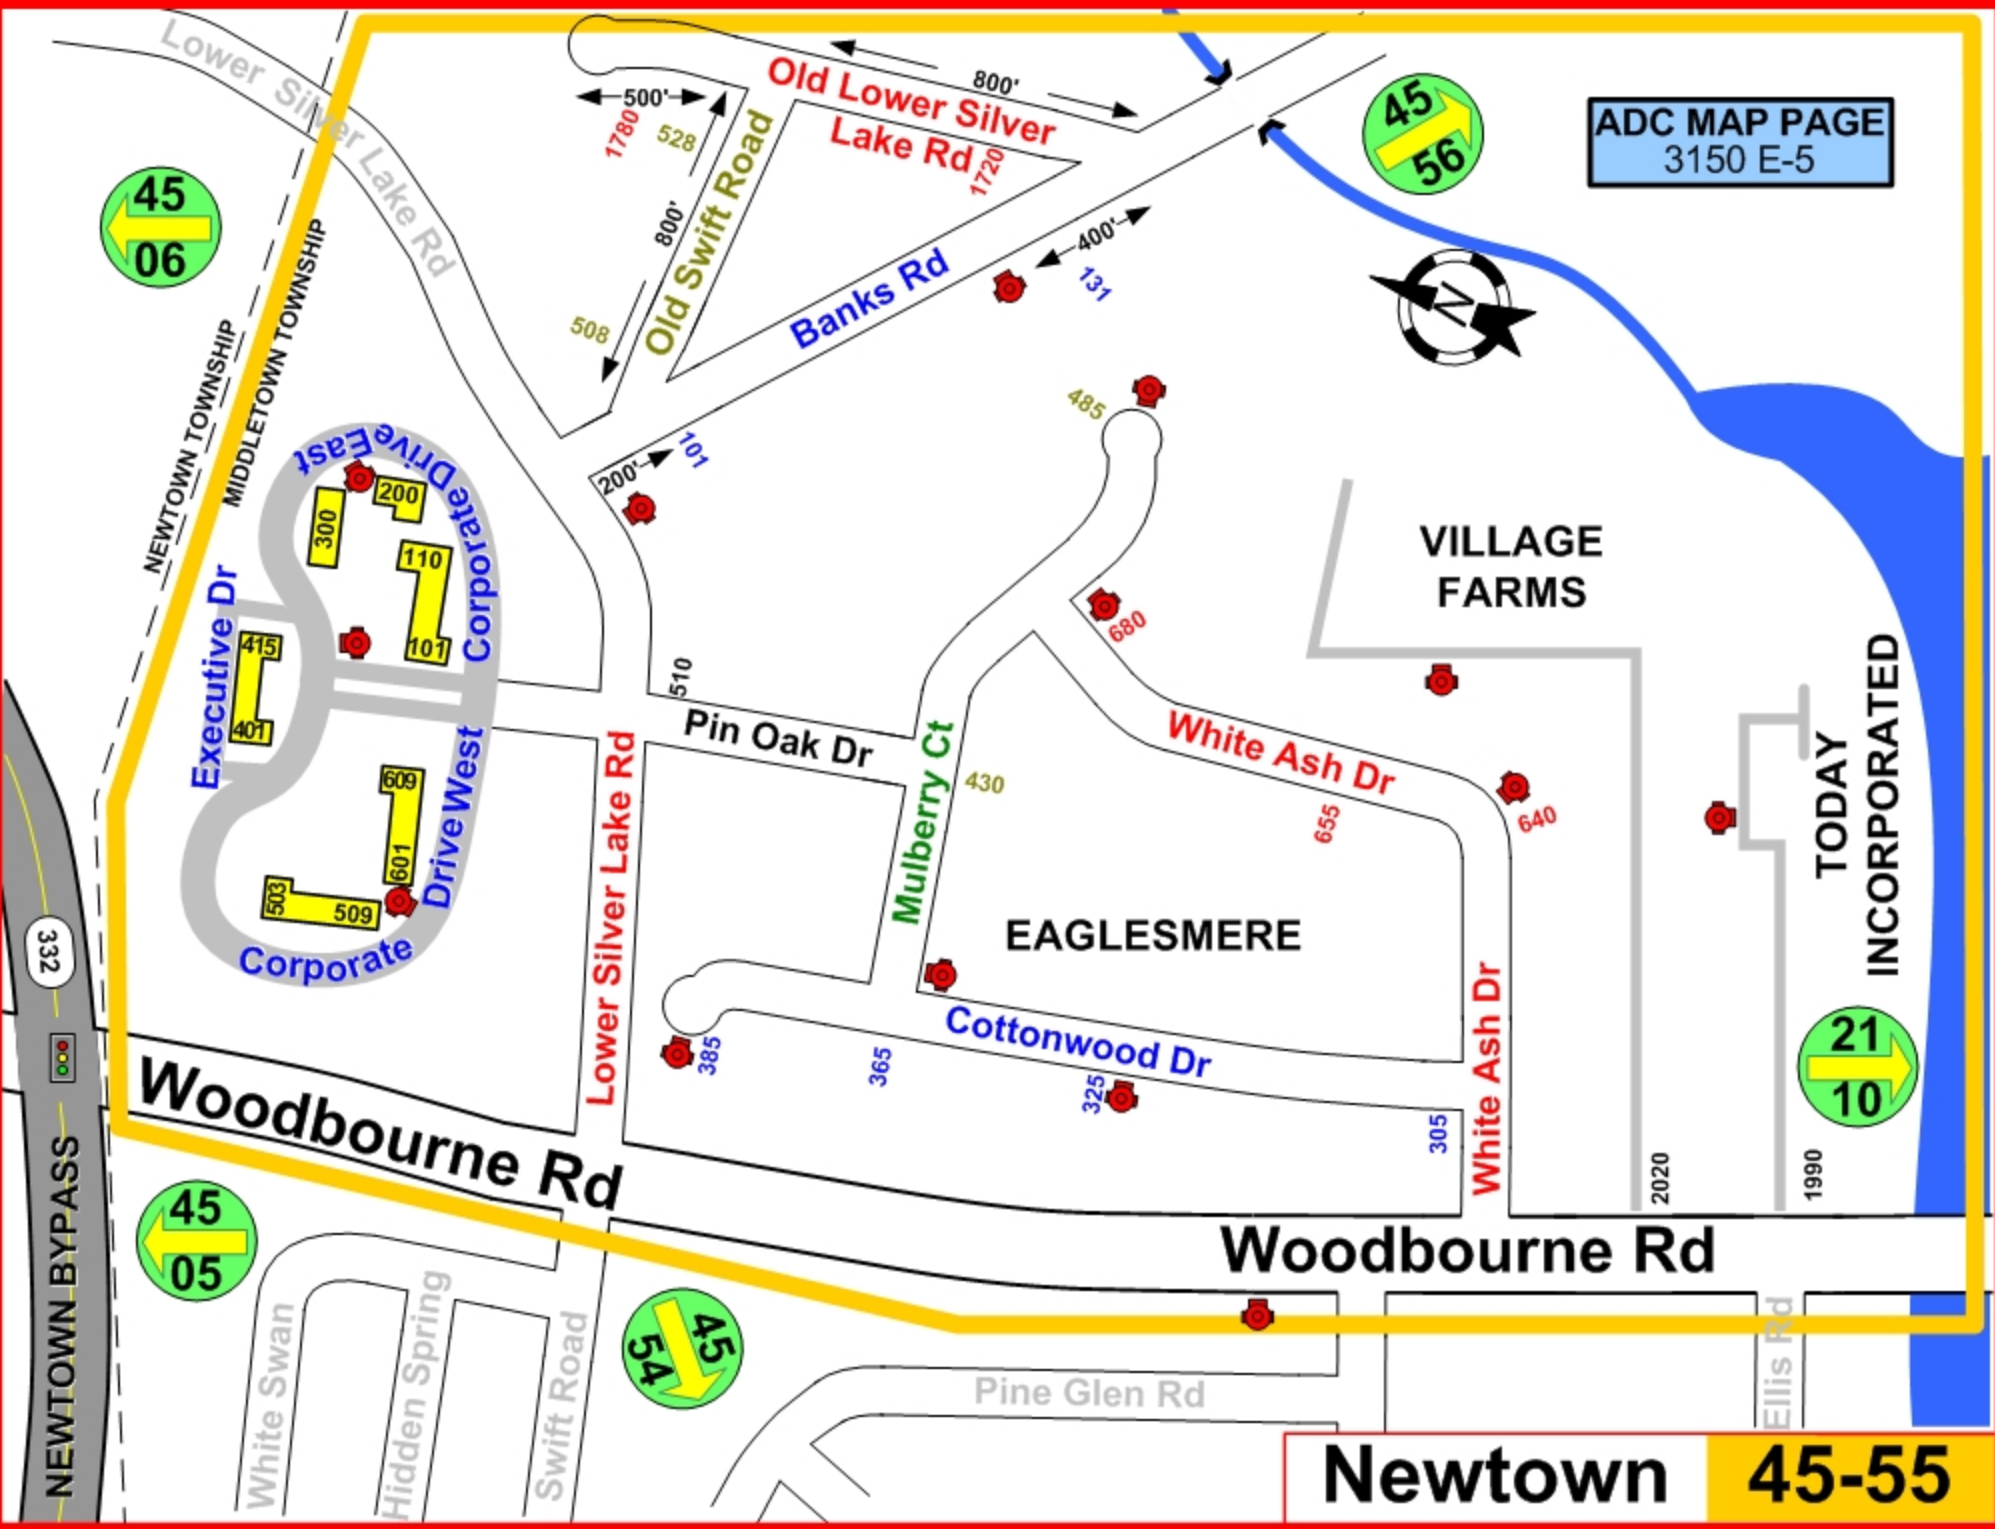 Lower Silver Lake Rd
800'
Old Lower Silver
Lake Rd
500'
1780
528
1720
Old Swift Road
800'
508
45
56
ADC MAP PAGE
3150 E-5
45
06
NEWTOWN TOWNSHIP
MIDDLETOWN TOWNSHIP
Banks Rd
400'
131
N
101
200'
485
Corporate Drive East
200
300
110
101
VILLAGE
FARMS
Executive Dr
415
401
680
510
Pin Oak Dr
White Ash Dr
655
640
Mulberry Ct
430
TODAY
INCORPORATED
609
601
503
509
Corporate Drive West
Lower Silver Lake Rd
EAGLESMERE
332
Cottonwood Dr
385
365
325
305
White Ash Dr
2020
1990
21
10
Woodbourne Rd
Woodbourne Rd
45
05
NEWTOWN BYPASS
White Swan
Hidden Spring
Swift Road
45
54
Pine Glen Rd
Ellis Rd
Newtown 45-55